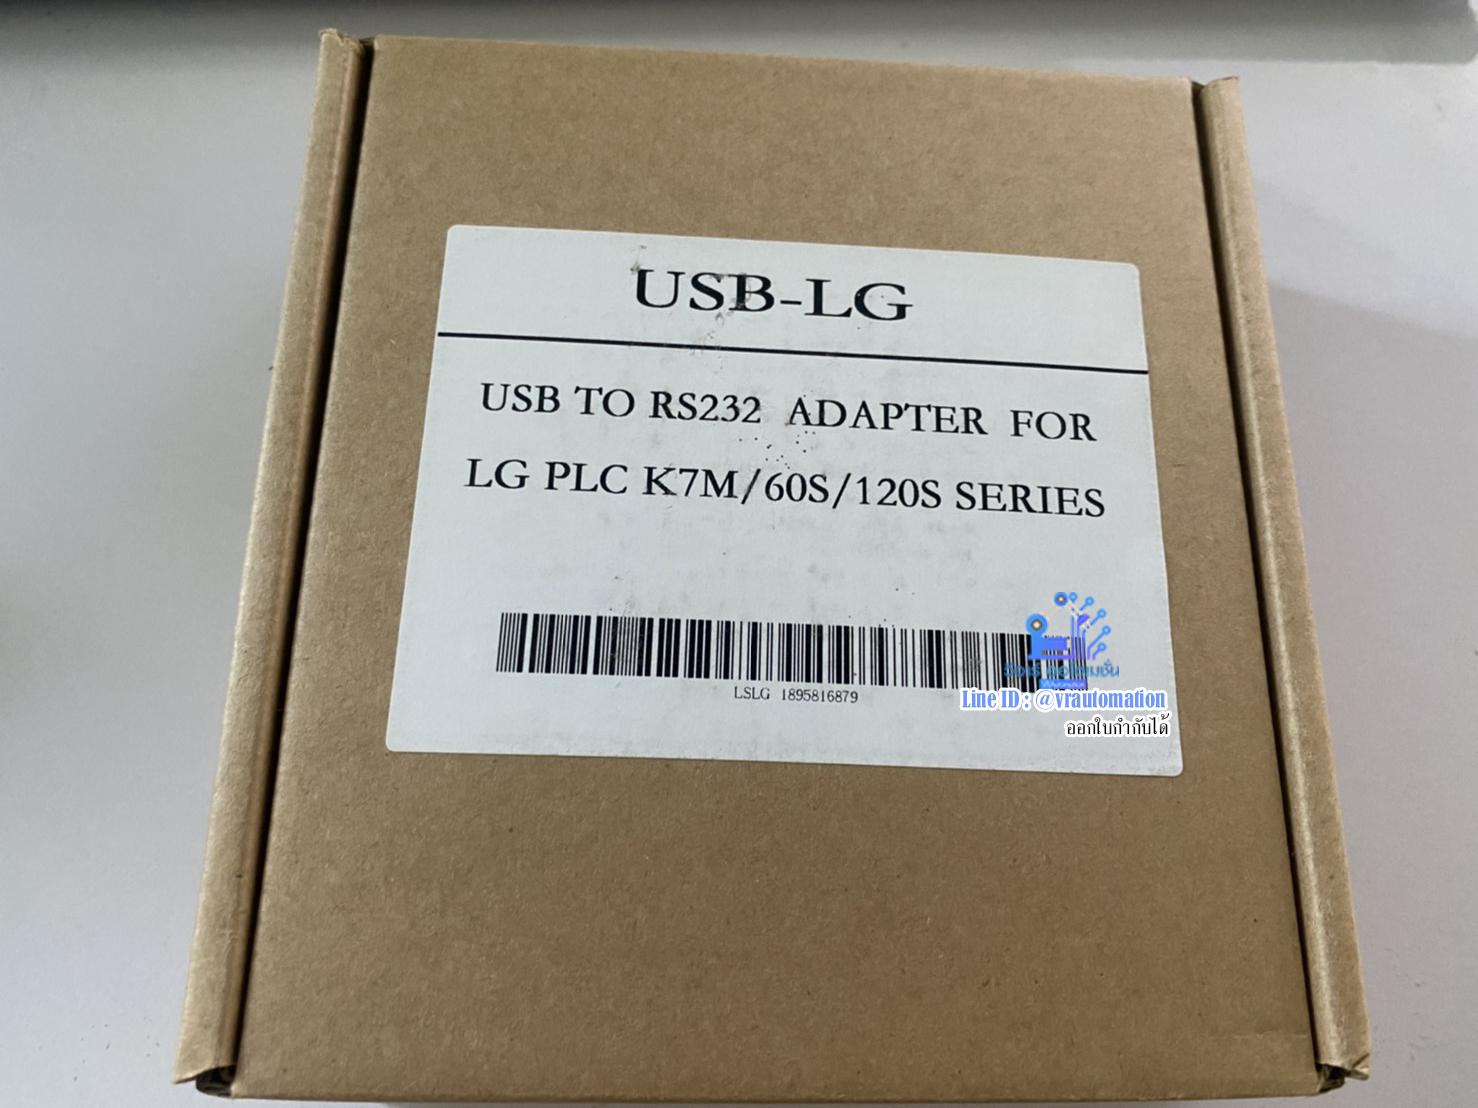 USB-LG
USB TO RS232 ADAPTER FOR
LG PLC K7M/60S/120S SERIES
LSLG 1895816879
Line ID : @vrautomation
ออกใบกำกับได้